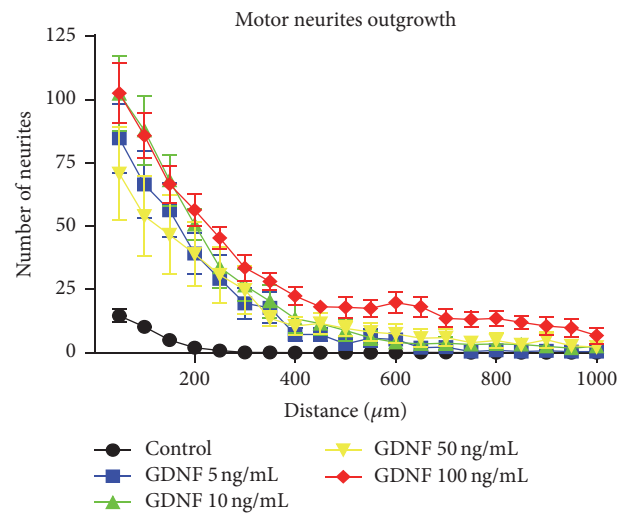 Motor neurites outgrowth
125
100
75
50
25
0
Number of neurites
200 400 600 800 1000
Distance (μm)
Control
GDNF 5 ng/mL
GDNF 10 ng/mL
GDNF 50 ng/mL
GDNF 100 ng/mL